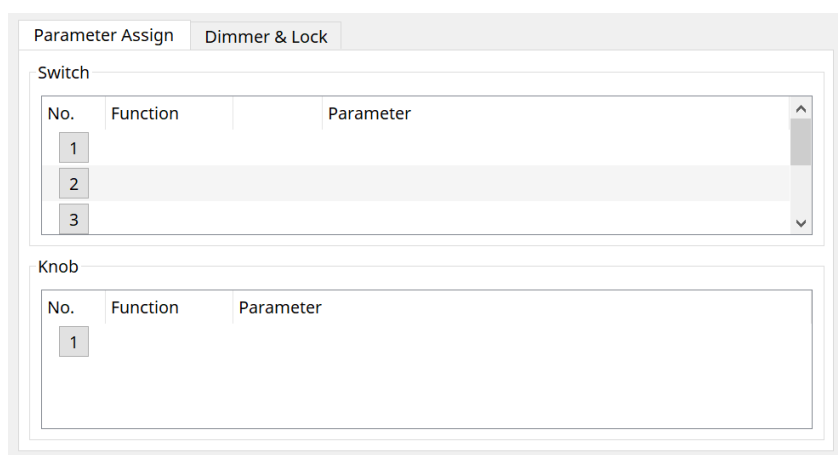 Parameter Assign Dimmer & Lock
Switch
No. Function Parameter
1
2
3
Knob
No. Function Parameter
1